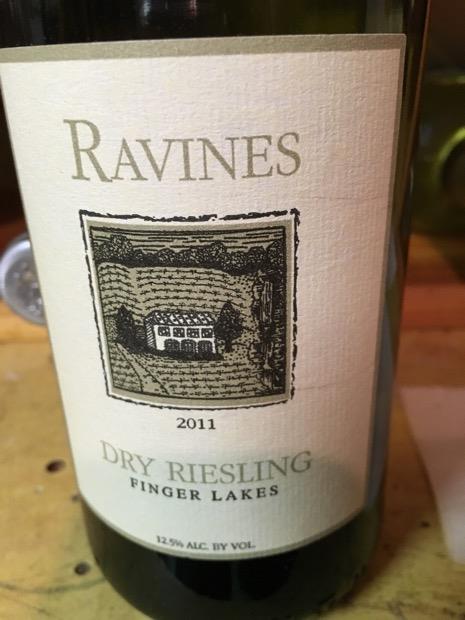 RAVINES
2011
DRY RIESLING
FINGER LAKES
12.5% ALC. BY VOL.